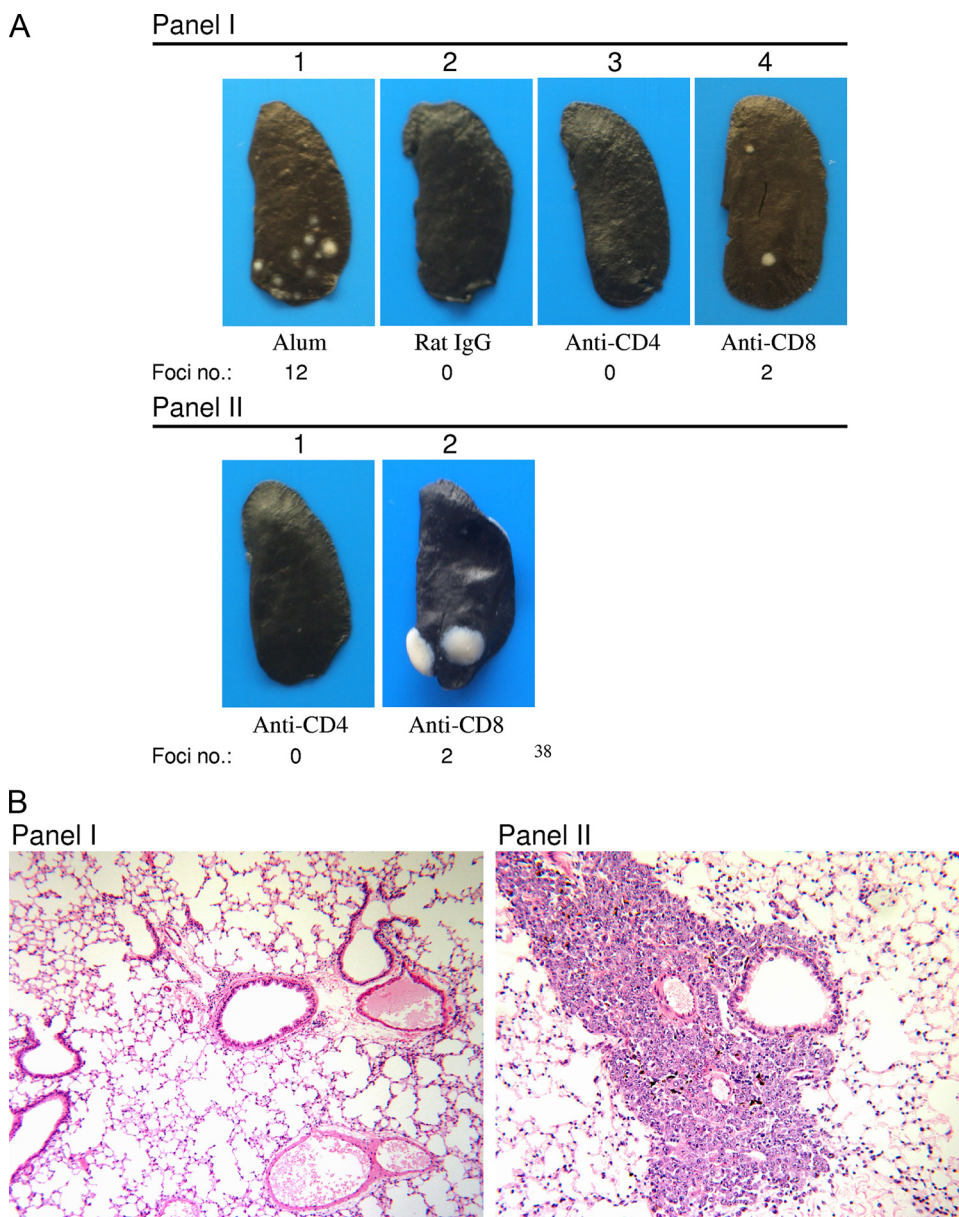 A
Panel I
1 2 3 4
Alum Rat IgG Anti-CD4 Anti-CD8
Foci no.: 12 0 0 2
Panel II
1 2
Anti-CD4 Anti-CD8
Foci no.: 0 2 38
B
Panel I Panel II